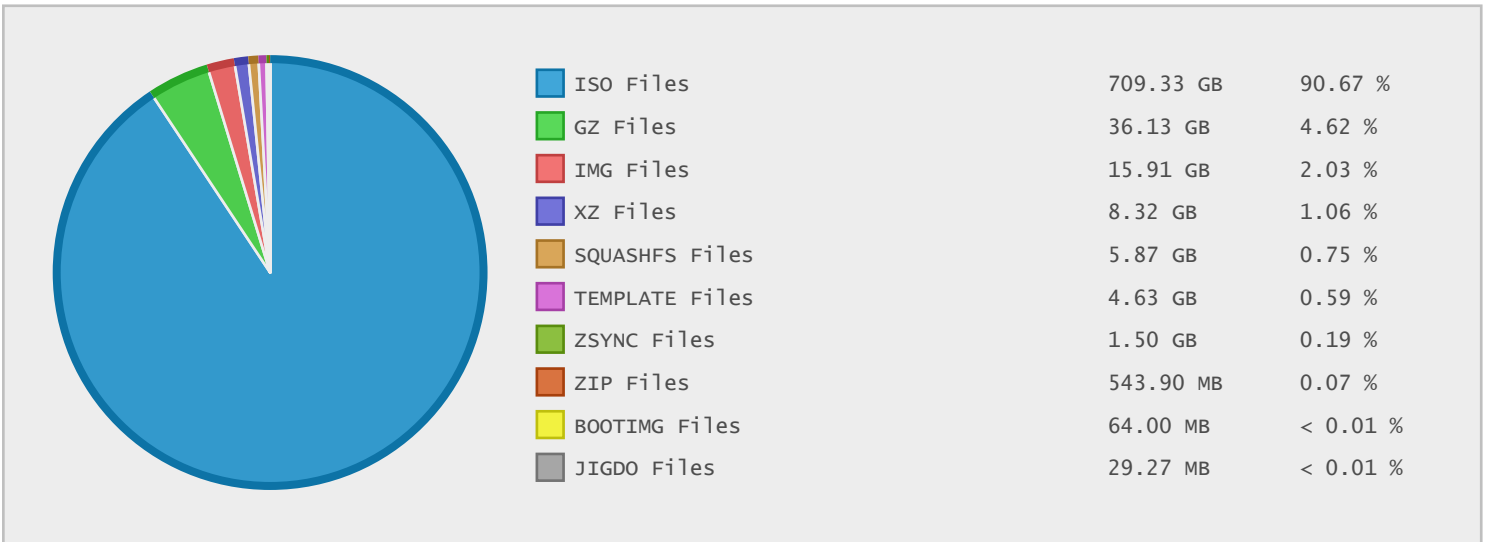 ISO Files 709.33 GB 90.67 %
GZ Files 36.13 GB 4.62 %
IMG Files 15.91 GB 2.03 %
XZ Files 8.32 GB 1.06 %
SQUASHFS Files 5.87 GB 0.75 %
TEMPLATE Files 4.63 GB 0.59 %
ZSYNC Files 1.50 GB 0.19 %
ZIP Files 543.90 MB 0.07 %
BOOTIMG Files 64.00 MB < 0.01 %
JIGDO Files 29.27 MB < 0.01 %